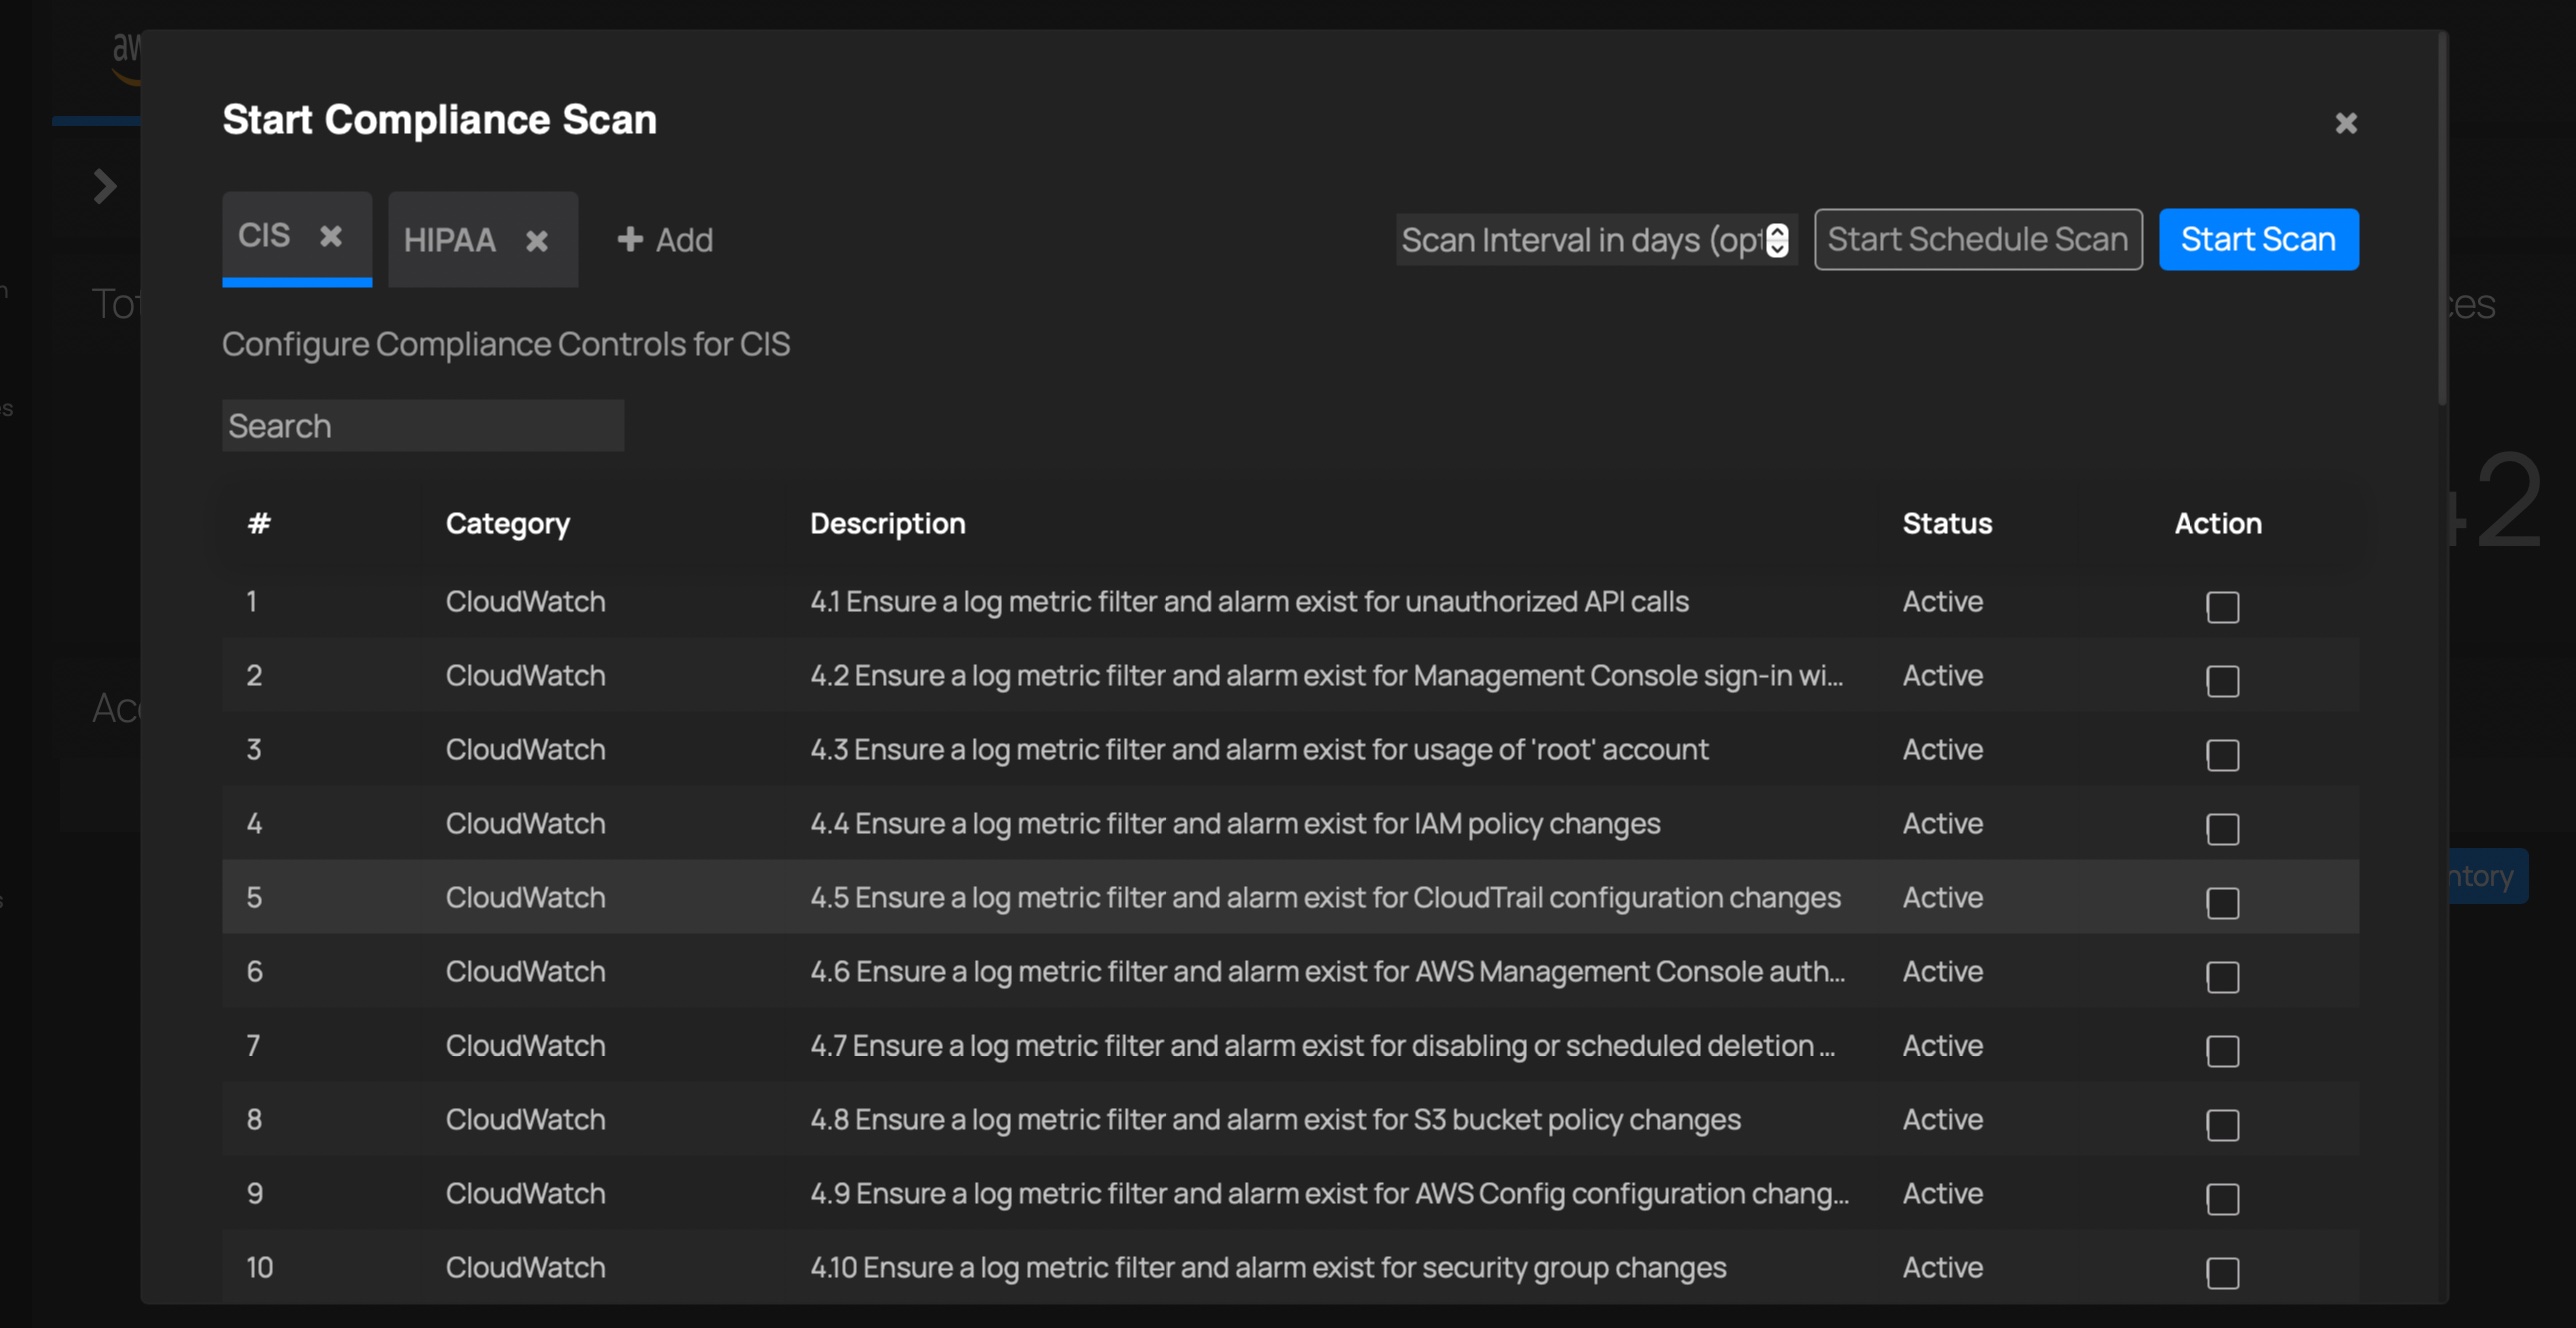 Start Compliance Scan
CIS HIPAA Add Scan Interval in days (opt Start Schedule Scan Start Scan
Configure Compliance Controls for CIS
Search
# Category Description Status Action
1 CloudWatch 4.1 Ensure a log metric filter and alarm exist for unauthorized API calls Active
2 CloudWatch 4.2 Ensure a log metric filter and alarm exist for Management Console sign-in wi... Active
3 CloudWatch 4.3 Ensure a log metric filter and alarm exist for usage of 'root' account Active
4 CloudWatch 4.4 Ensure a log metric filter and alarm exist for IAM policy changes Active
5 CloudWatch 4.5 Ensure a log metric filter and alarm exist for CloudTrail configuration changes Active
6 CloudWatch 4.6 Ensure a log metric filter and alarm exist for AWS Management Console auth... Active
7 CloudWatch 4.7 Ensure a log metric filter and alarm exist for disabling or scheduled deletion ... Active
8 CloudWatch 4.8 Ensure a log metric filter and alarm exist for S3 bucket policy changes Active
9 CloudWatch 4.9 Ensure a log metric filter and alarm exist for AWS Config configuration chang... Active
10 CloudWatch 4.10 Ensure a log metric filter and alarm exist for security group changes Active